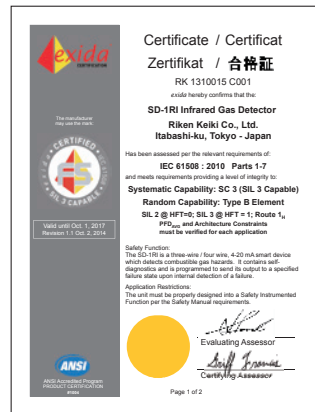 exida
CERTIFICATION
The manufacturer
may use the mark:
CERTIFIED
FS
SIL 3 CAPABLE
Valid until Oct. 1, 2017
Revision 1.1 Oct. 2, 2014
ANSI
ANSI Accredited Program
PRODUCT CERTIFICATION
#1004
Certificate / Certificat
Zertifikat / 合格証
RK 1310015 C001
exida hereby confirms that the:
SD-1RI Infrared Gas Detector
Riken Keiki Co., Ltd.
Itabashi-ku, Tokyo - Japan
Has been assessed per the relevant requirements of:
IEC 61508 : 2010 Parts 1-7
and meets requirements providing a level of integrity to:
Systematic Capability: SC 3 (SIL 3 Capable)
Random Capability: Type B Element
SIL 2 @ HFT=0; SIL 3 @ HFT = 1; Route 1H
PFDAVG and Architecture Constraints
must be verified for each application
Safety Function:
The SD-1RI is a three-wire / four wire, 4-20 mA smart device
which detects combustible gas hazards. It contains self-
diagnostics and is programmed to send its output to a specified
failure state upon internal detection of a failure.
Application Restrictions:
The unit must be properly designed into a Safety Instrumented
Function per the Safety Manual requirements.
Evaluating Assessor
Griff Francis
Certifying Assessor
Page 1 of 2